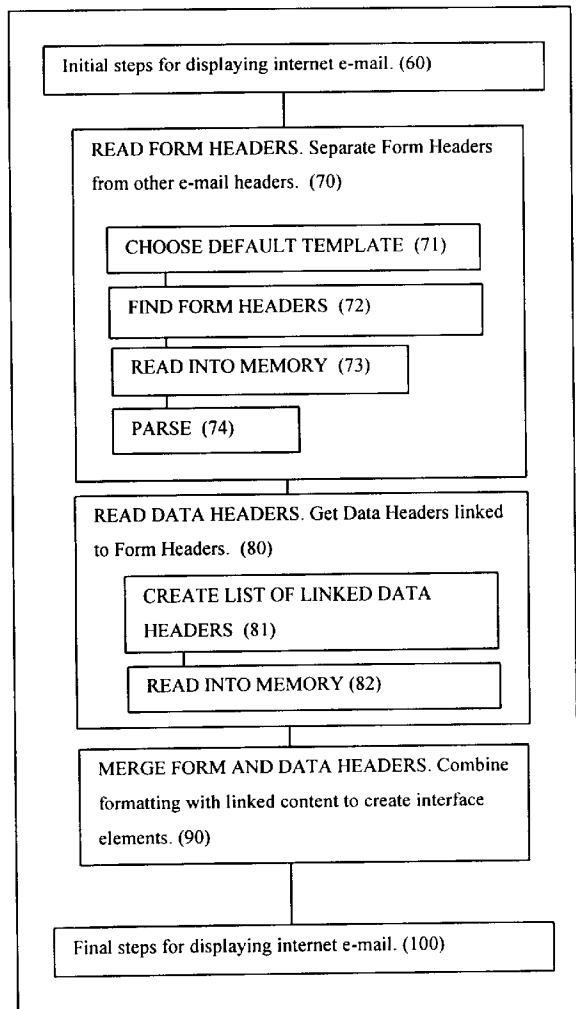 Initial steps for displaying internet e-mail. (60)
READ FORM HEADERS. Separate Form Headers
from other e-mail headers. (70)
CHOOSE DEFAULT TEMPLATE (71)
FIND FORM HEADERS (72)
READ INTO MEMORY (73)
PARSE (74)
READ DATA HEADERS. Get Data Headers linked
to Form Headers. (80)
CREATE LIST OF LINKED DATA
HEADERS (81)
READ INTO MEMORY (82)
MERGE FORM AND DATA HEADERS. Combine
formatting with linked content to create interface
elements. (90)
Final steps for displaying internet e-mail. (100)